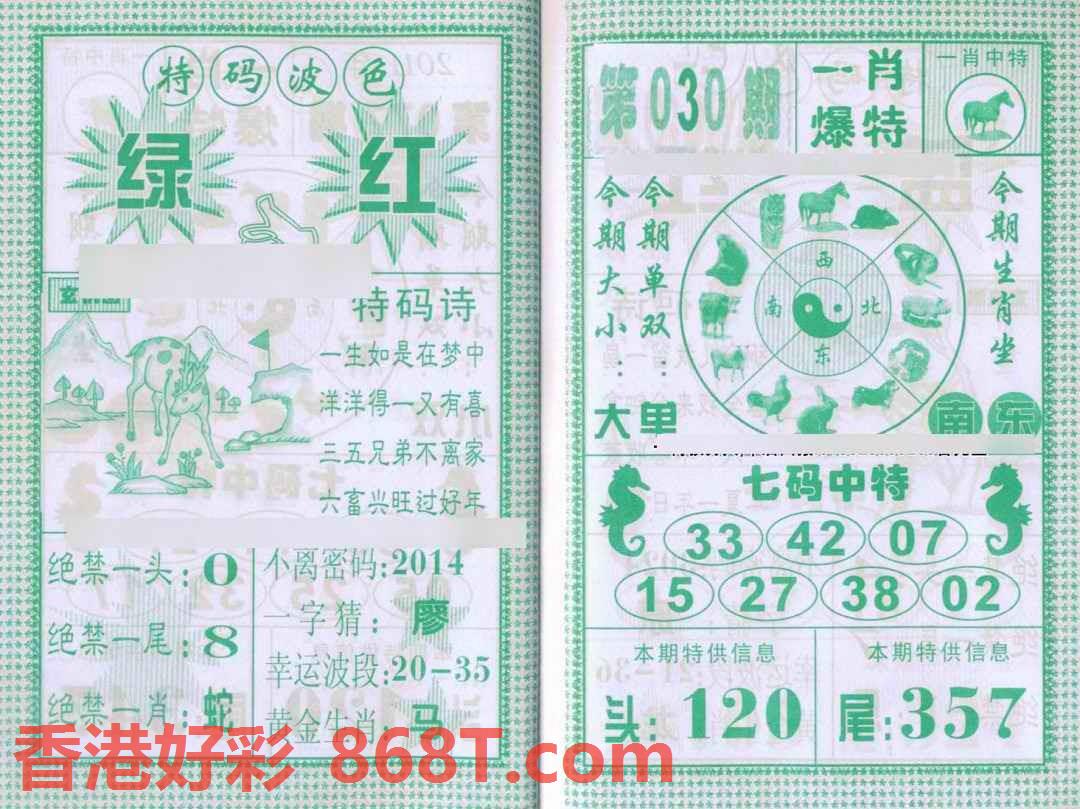 特码波色
绿 红
特码诗
一生如是在梦中
洋洋得一又有喜
三五兄弟不离家
六畜兴旺过好年
绝禁一头:0
绝禁一尾:8
绝禁一肖:蛇
不离密码:2014
一字猜:廖
幸运波段:20-35
黄金生肖:马
第030期
一肖
爆特
一肖中特
今期大小:
大
今期单双:
单
西
南 北
东
今期生肖坐
南东
七码中特
33 42 07
15 27 38 02
本期特供信息
头:120
本期特供信息
尾:357
香港好彩 868T.com